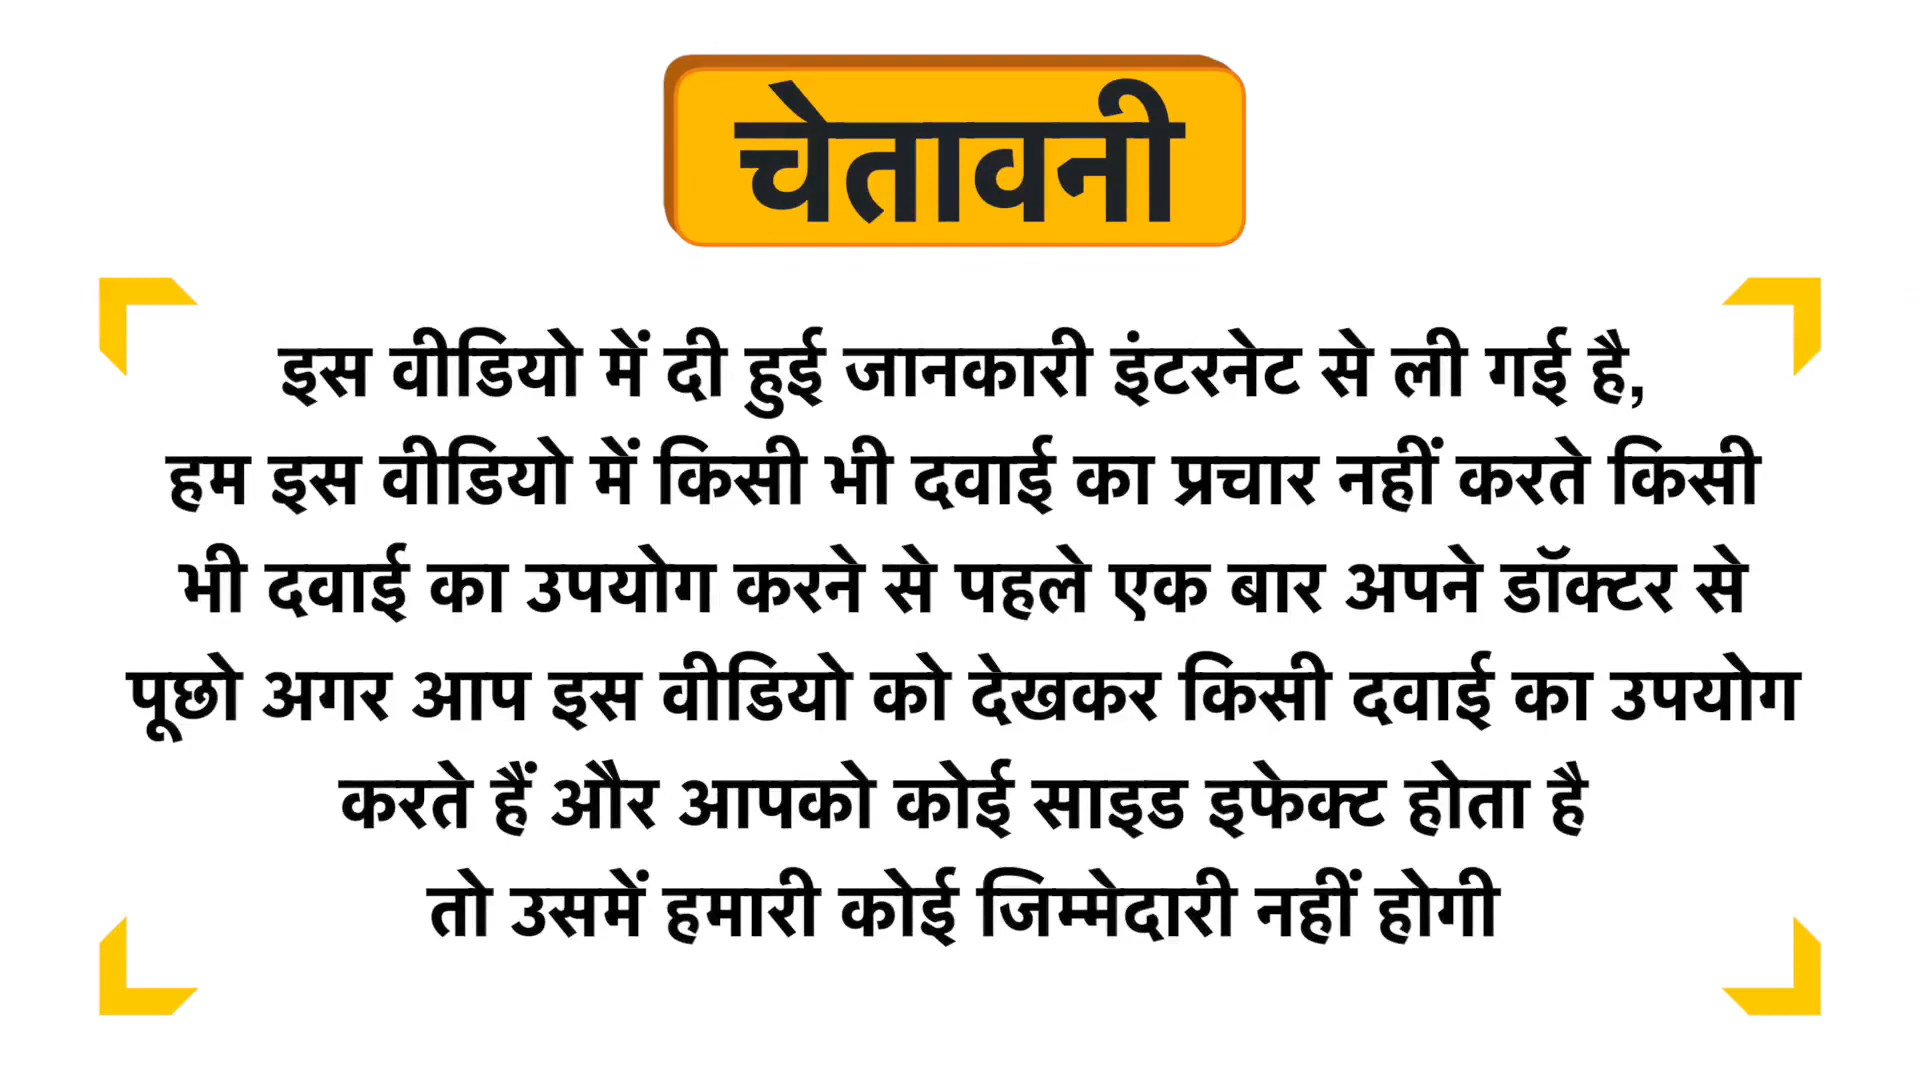 चेतावनी
इस वीडियो में दी हुई जानकारी इंटरनेट से ली गई है,
हम इस वीडियो में किसी भी दवाई का प्रचार नहीं करते किसी
भी दवाई का उपयोग करने से पहले एक बार अपने डॉक्टर से
पूछो अगर आप इस वीडियो को देखकर किसी दवाई का उपयोग
करते हैं और आपको कोई साइड इफेक्ट होता है
तो उसमें हमारी कोई जिम्मेदारी नहीं होगी